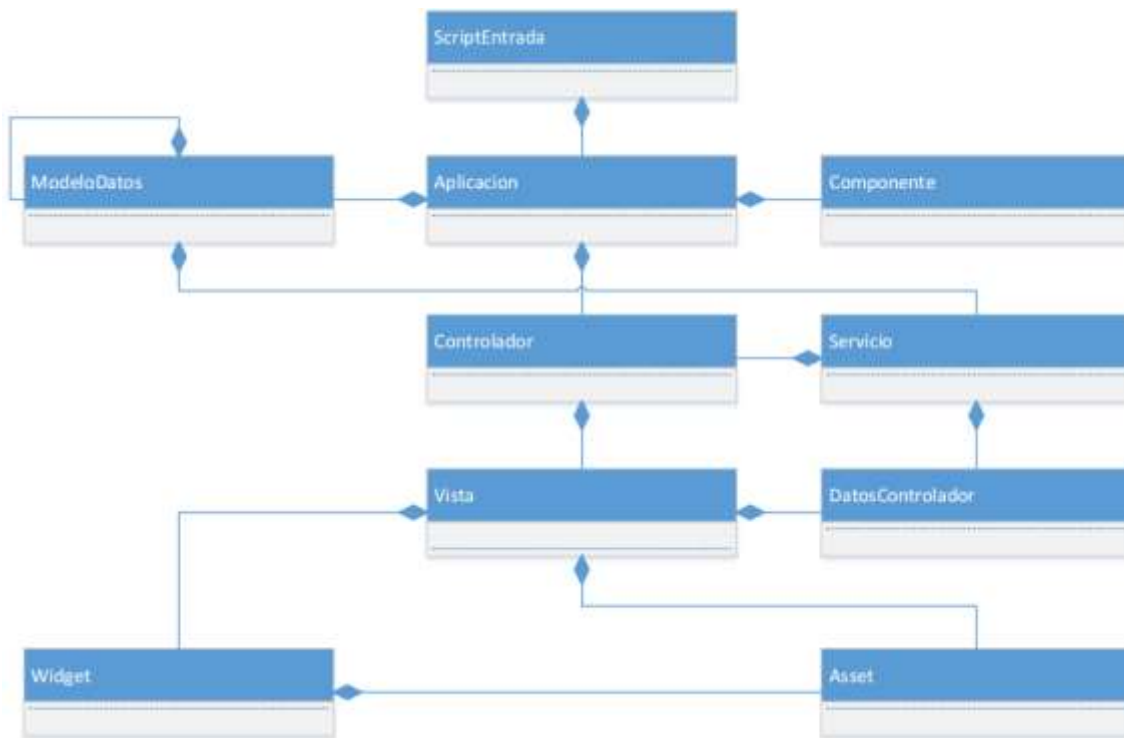 ScriptEntrada
ModeloDatos
Aplicacion
Componente
Controlador
Servicio
Vista
DatosControlador
Widget
Asset